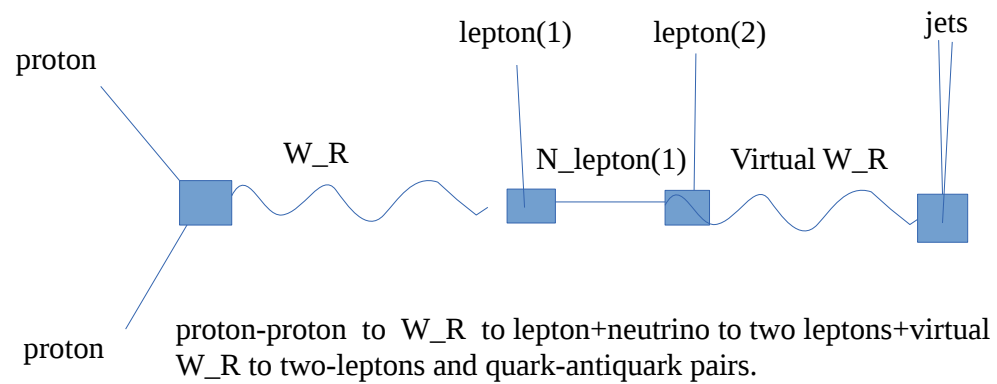 proton
lepton(1)
lepton(2)
jets
W_R
N_lepton(1)
Virtual W_R
proton
proton-proton to W_R to lepton+neutrino to two leptons+virtual
W_R to two-leptons and quark-antiquark pairs.